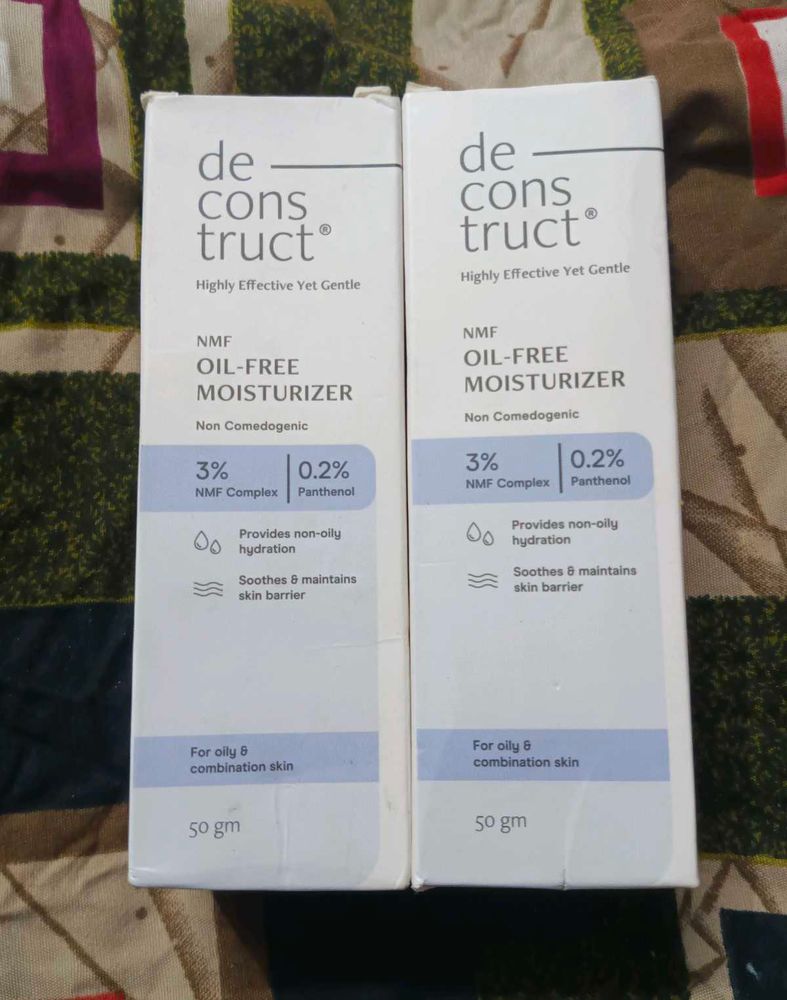 de
cons
truct®
Highly Effective Yet Gentle
NMF
OIL-FREE
MOISTURIZER
Non Comedogenic
3%
NMF Complex
0.2%
Panthenol
Provides non-oily
hydration
Soothes & maintains
skin barrier
For oily &
combination skin
50 gm
de
cons
truct®
Highly Effective Yet Gentle
NMF
OIL-FREE
MOISTURIZER
Non Comedogenic
3%
NMF Complex
0.2%
Panthenol
Provides non-oily
hydration
Soothes & maintains
skin barrier
For oily &
combination skin
50 gm